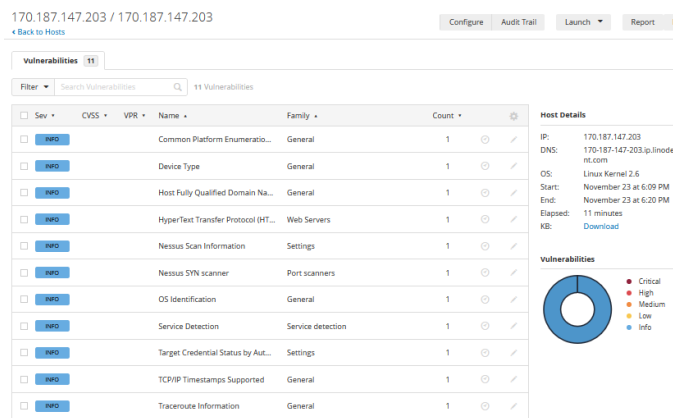 170.187.147.203 / 170.187.147.203
Back to Hosts
Configure Audit Trail Launch Report
Vulnerabilities 11
Filter Search Vulnerabilities 11 Vulnerabilities
Sev CVSS VPR Name Family Count
INFO Common Platform Enumeratio... General 1
INFO Device Type General 1
INFO Host Fully Qualified Domain Na... General 1
INFO HyperText Transfer Protocol (HT... Web Servers 1
INFO Nessus Scan Information Settings 1
INFO Nessus SYN scanner Port scanners 1
INFO OS Identification General 1
INFO Service Detection Service detection 1
INFO Target Credential Status by Aut... Settings 1
INFO TCP/IP Timestamps Supported General 1
INFO Traceroute Information General 1
Host Details
IP: 170.187.147.203
DNS: 170-187-147-203.ip.linode
nt.com
OS: Linux Kernel 2.6
Start: November 23 at 6:09 PM
End: November 23 at 6:20 PM
Elapsed: 11 minutes
KB: Download
Vulnerabilities
Critical
High
Medium
Low
Info